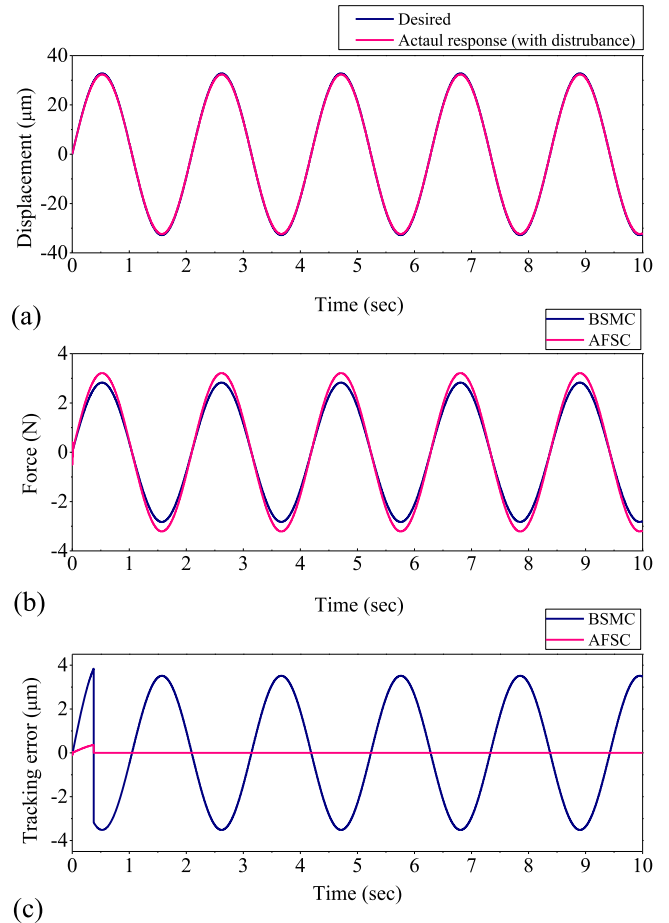 Desired
Actaul response (with distrubance)
Displacement (μm)
40
20
0
-20
-40
0 1 2 3 4 5 6 7 8 9 10
Time (sec)
(a)
BSMC
AFSC
Force (N)
4
2
0
-2
-4
0 1 2 3 4 5 6 7 8 9 10
Time (sec)
(b)
BSMC
AFSC
Tracking error (μm)
4
2
0
-2
-4
0 1 2 3 4 5 6 7 8 9 10
Time (sec)
(c)